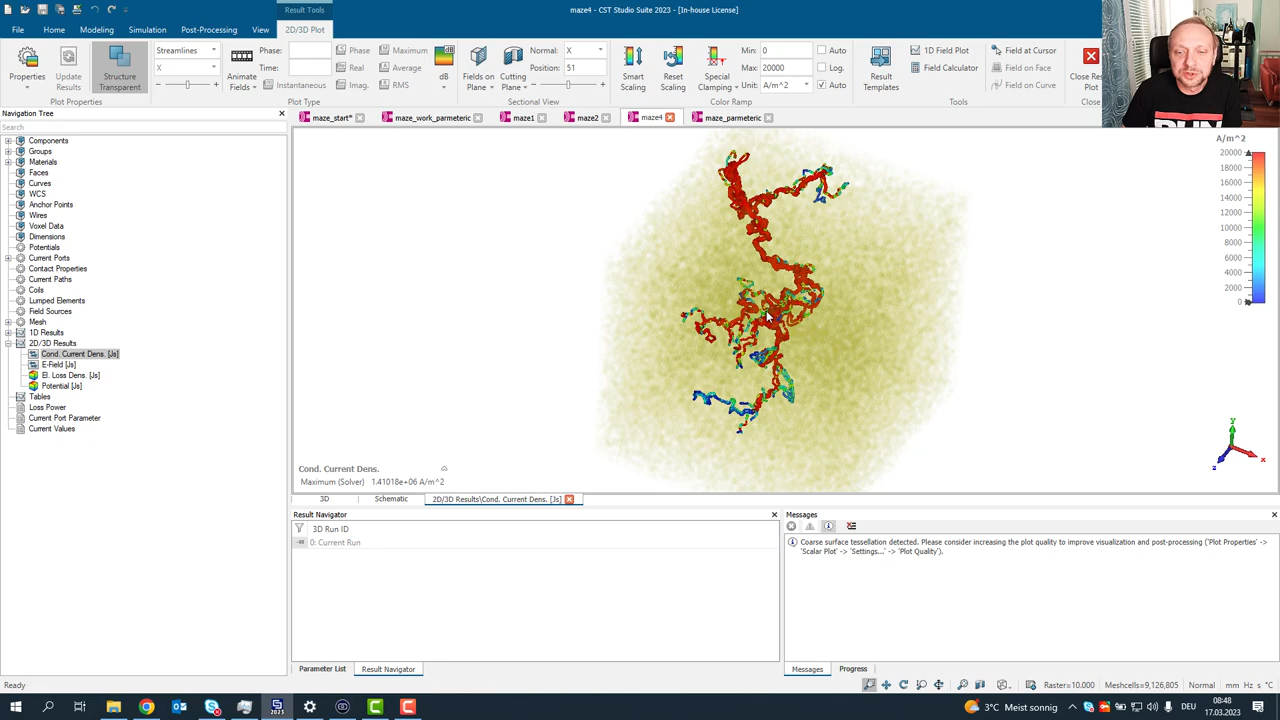 maze4 - CST Studio Suite 2023 - [In-house License]
Result Tools
File
Home
Modeling
Simulation
Post-Processing
View
2D/3D Plot
Properties
Update Results
Structure Transparent
Streamlines
X
Plot Properties
Animate Fields
Phase:
Time:
Instantaneous
Phase
Real
Imag.
Maximum
Average
RMS
dB
Plot Type
Fields on Plane
Cutting Plane
Normal: X
Position: 51
Sectional View
Smart Scaling
Reset Scaling
Special Clamping
Min: 0
Max: 20000
Unit: A/m^2
Auto
Log.
Auto
Color Ramp
Result Templates
1D Field Plot
Field Calculator
Field at Cursor
Field on Face
Field on Curve
Tools
Close Res
Plot
Close
Navigation Tree
Search
maze_start*
maze_work_parmeteric
maze1
maze2
maze4
maze_parmeteric
Components
Groups
Materials
Faces
Curves
WCS
Anchor Points
Wires
Voxel Data
Dimensions
Potentials
Current Ports
Contact Properties
Current Paths
Coils
Lumped Elements
Field Sources
Mesh
1D Results
2D/3D Results
Cond. Current Dens. [Js]
E-Field [Js]
El. Loss Dens. [Js]
Potential [Js]
Tables
Loss Power
Current Port Parameter
Current Values
A/m^2
20000
18000
16000
14000
12000
10000
8000
6000
4000
2000
0
y
x
z
Cond. Current Dens.
Maximum (Solver) 1.41018e+06 A/m^2
3D
Schematic
2D/3D Results\Cond. Current Dens. [Js]
Result Navigator
3D Run ID
0: Current Run
Parameter List
Result Navigator
Messages
Coarse surface tessellation detected. Please consider increasing the plot quality to improve visualization and post-processing ('Plot Properties' ->
'Scalar Plot' -> 'Settings...' -> 'Plot Quality').
Messages
Progress
Ready
Raster=10.000
Meshcells=9,126,805
Normal
mm Hz s °C
2023
3°C Meist sonnig
08:48
17.03.2023